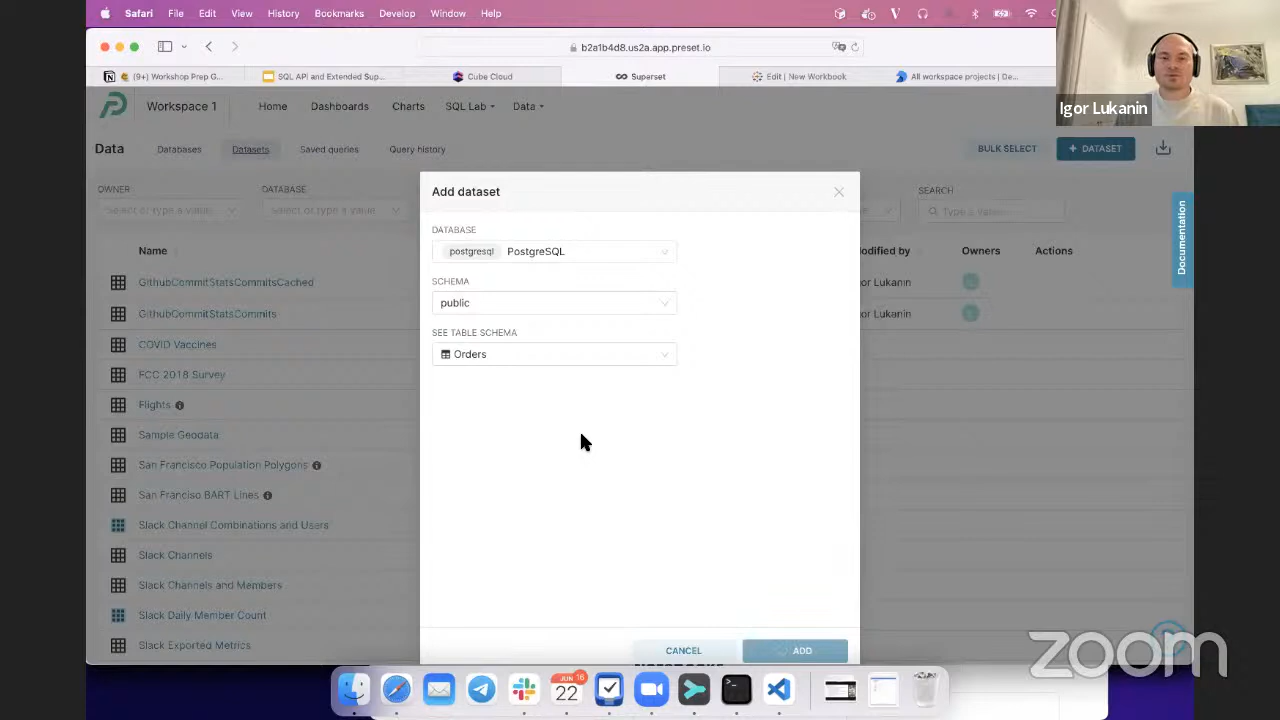 Safari File Edit View History Bookmarks Develop Window Help
b2a1b4d8.us2a.app.preset.io
(9+) Workshop Prep G... SQL API and Extended Sup... Cube Cloud Superset Edit | New Workbook All workspace projects | De...
Workspace 1 Home Dashboards Charts SQL Lab Data
Igor Lukanin
Data Databases Datasets Saved queries Query history BULK SELECT + DATASET
OWNER DATABASE SEARCH
Select or type a value Select or type a value Type a value
Add dataset
DATABASE
postgresql PostgreSQL
SCHEMA
public
SEE TABLE SCHEMA
Orders
CANCEL ADD
Name odified by Owners Actions
GithubCommitStatsCommitsCached or Lukanin
GithubCommitStatsCommits or Lukanin
COVID Vaccines
FCC 2018 Survey
Flights
Sample Geodata
San Francisco Population Polygons
San Franciso BART Lines
Slack Channel Combinations and Users
Slack Channels
Slack Channels and Members
Slack Daily Member Count
Slack Exported Metrics
Documentation
JUN 16
22
zoom